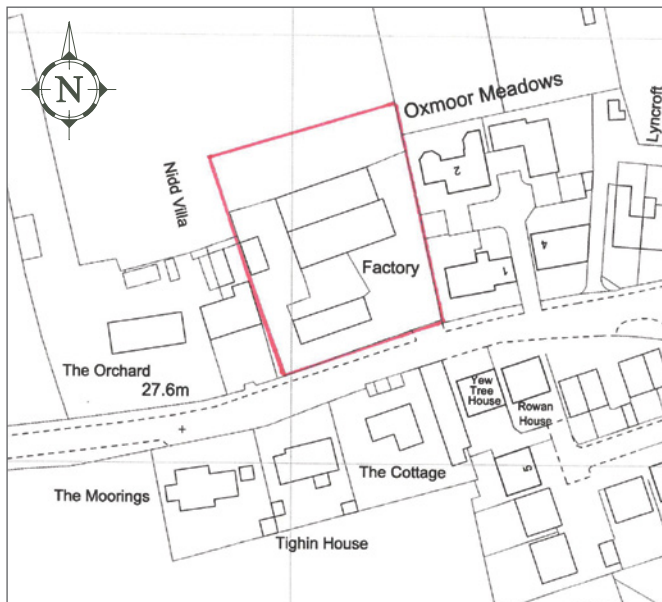 N
Oxmoor Meadows
Lyncroft
Nidd Villa
2
Factory
1
4
The Orchard
27.6m
Yew
Tree
House
Rowan
House
The Cottage
5
The Moorings
Tighin House